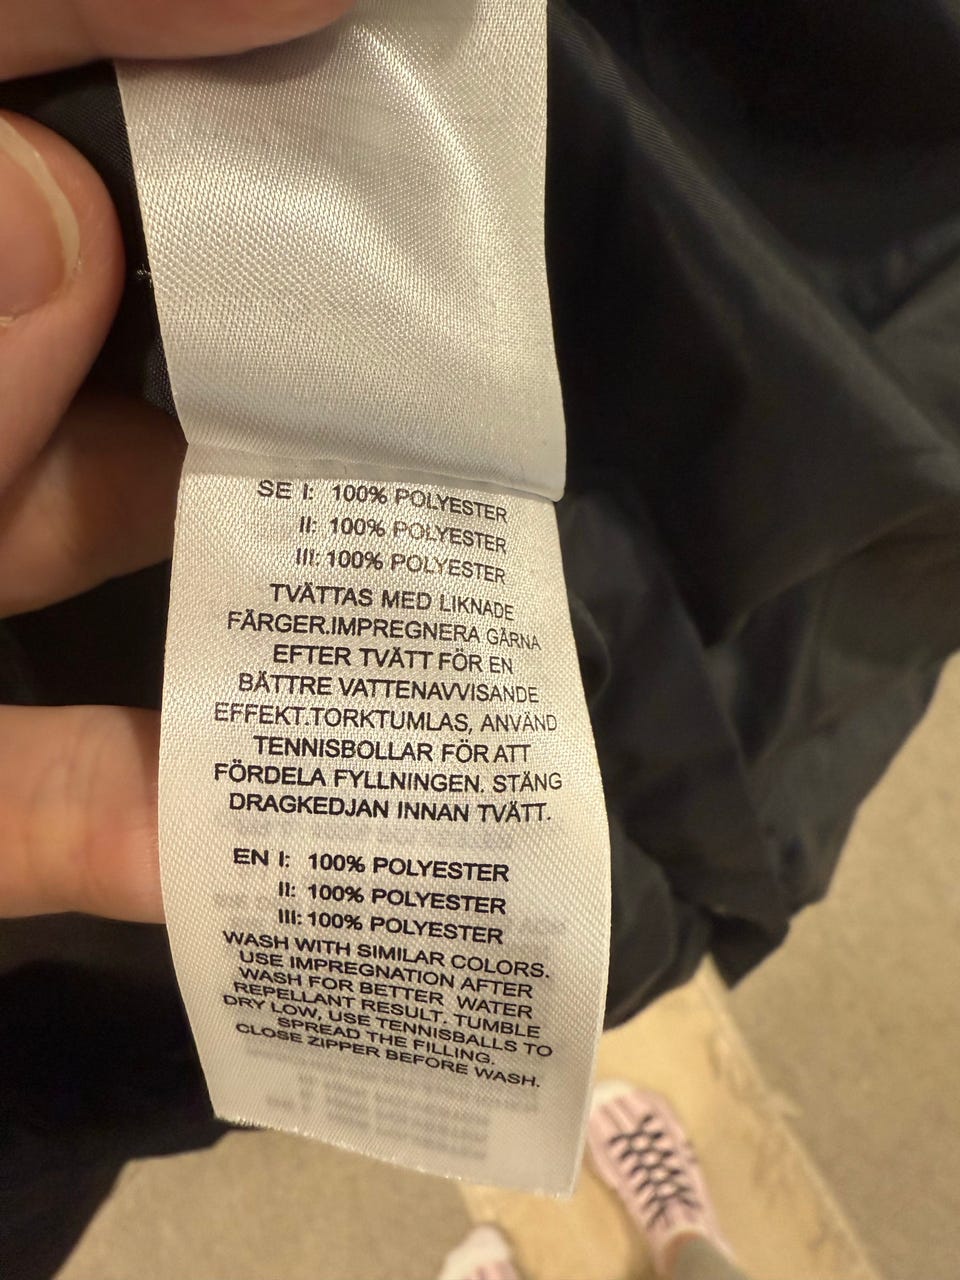 SE I: 100% POLYESTER
II: 100% POLYESTER
III: 100% POLYESTER
TVÄTTAS MED LIKNADE
FÄRGER.IMPREGNERA GÄRNA
EFTER TVÄTT FÖR EN
BÄTTRE VATTENAVVISANDE
EFFEKT.TORKTUMLAS, ANVÄND
TENNISBOLLAR FÖR ATT
FÖRDELA FYLLNINGEN. STÄNG
DRAGKEDJAN INNAN TVÄTT.
EN I: 100% POLYESTER
II: 100% POLYESTER
III: 100% POLYESTER
WASH WITH SIMILAR COLORS.
USE IMPREGNATION AFTER
WASH FOR BETTER WATER
REPELLANT RESULT. TUMBLE
DRY LOW, USE TENNISBALLS TO
SPREAD THE FILLING.
CLOSE ZIPPER BEFORE WASH.